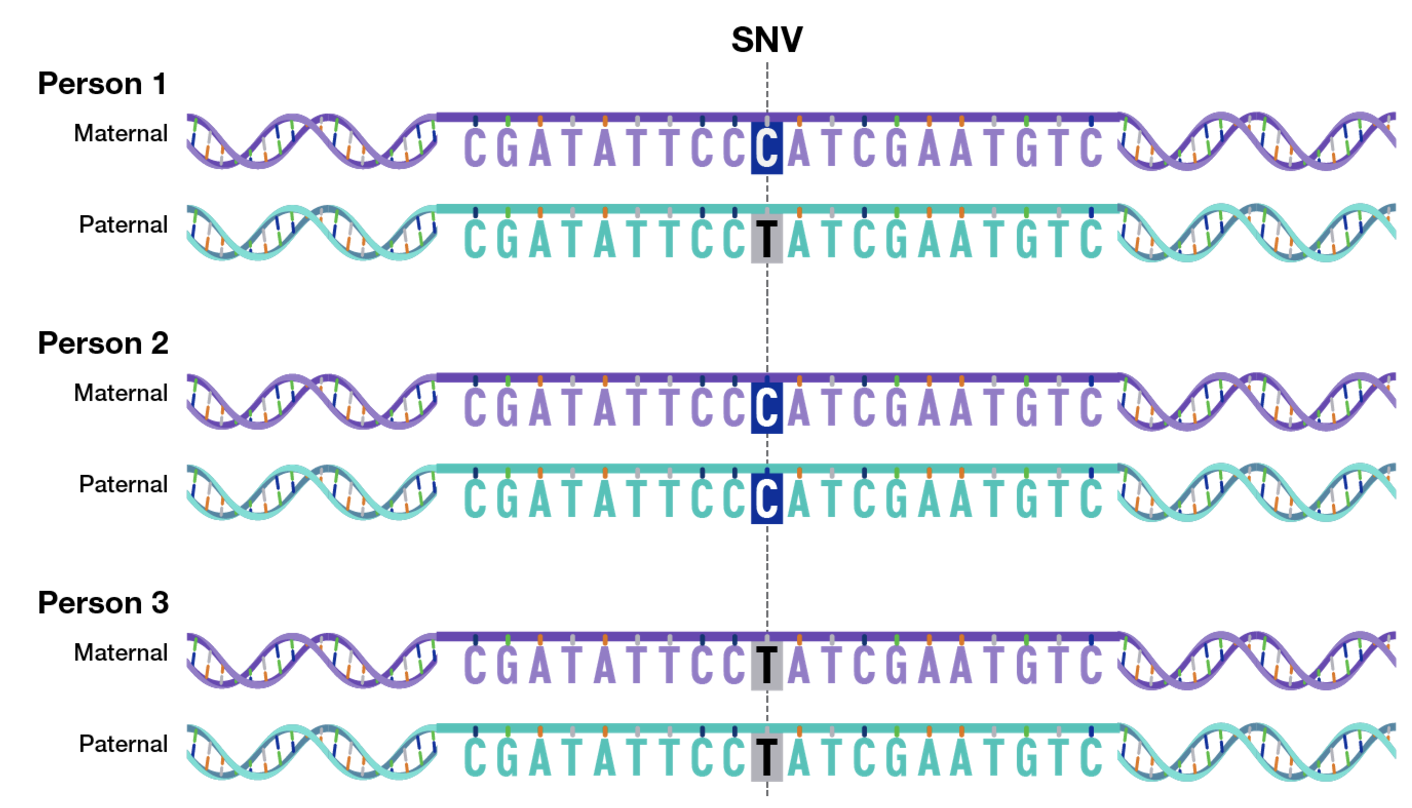 SNV
Person 1
Maternal CGATATTCCCATCGAATGTC
Paternal CGATATTCCTATCGAATGTC
Person 2
Maternal CGATATTCCCATCGAATGTC
Paternal CGATATTCCCATCGAATGTC
Person 3
Maternal CGATATTCCTATCGAATGTC
Paternal CGATATTCCTATCGAATGTC